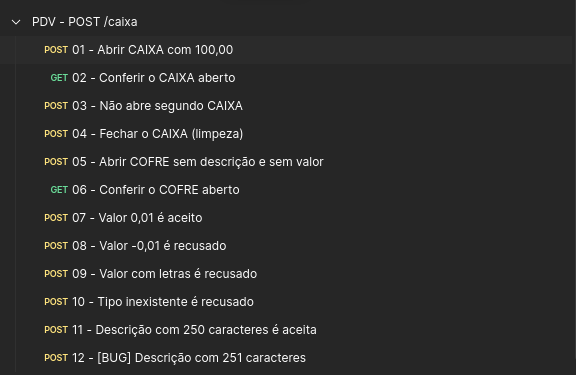 PDV - POST /caixa
POST 01 - Abrir CAIXA com 100,00
GET 02 - Conferir o CAIXA aberto
POST 03 - Não abre segundo CAIXA
POST 04 - Fechar o CAIXA (limpeza)
POST 05 - Abrir COFRE sem descrição e sem valor
GET 06 - Conferir o COFRE aberto
POST 07 - Valor 0,01 é aceito
POST 08 - Valor -0,01 é recusado
POST 09 - Valor com letras é recusado
POST 10 - Tipo inexistente é recusado
POST 11 - Descrição com 250 caracteres é aceita
POST 12 - [BUG] Descrição com 251 caracteres